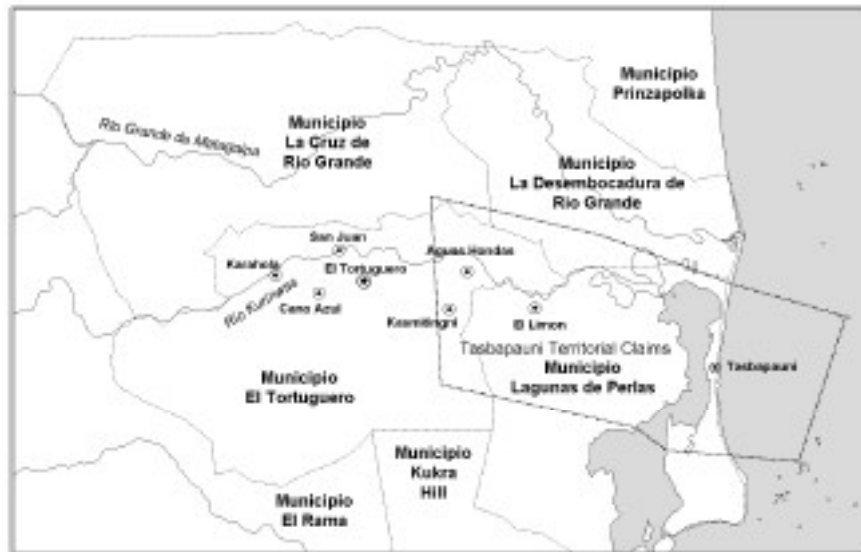 Municipio
Prinzapolka
Rio Grande de Matagalpa
Municipio
La Cruz de
Rio Grande
Municipio
La Desembocadura de
Rio Grande
San Juan
Aguas Hondas
Karahola
El Tortuguero
Rio Kurinwas
Cano Azul
Kasmitingni
El Limon
Tasbapauni Territorial Claims
Tasbapauni
Municipio
El Tortuguero
Municipio
Lagunas de Perlas
Municipio
Kukra
Hill
Municipio
El Rama